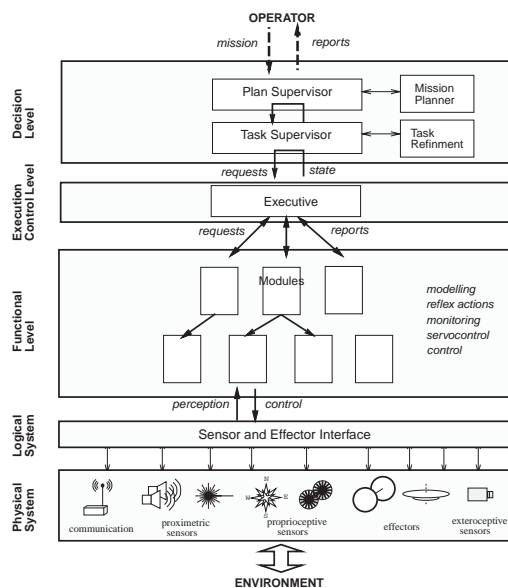 OPERATOR
mission
reports
Decision
Level
Plan Supervisor
Mission
Planner
Task Supervisor
Task
Refinement
requests
state
Execution
Control Level
Executive
requests
reports
Functional
Level
Modules
modelling
reflex actions
monitoring
servocontrol
control
perception
control
Logical
System
Sensor and Effector Interface
Physical
System
N
W
E
S
communication
proximetric
sensors
proprioceptive
sensors
effectors
exteroceptive
sensors
ENVIRONMENT